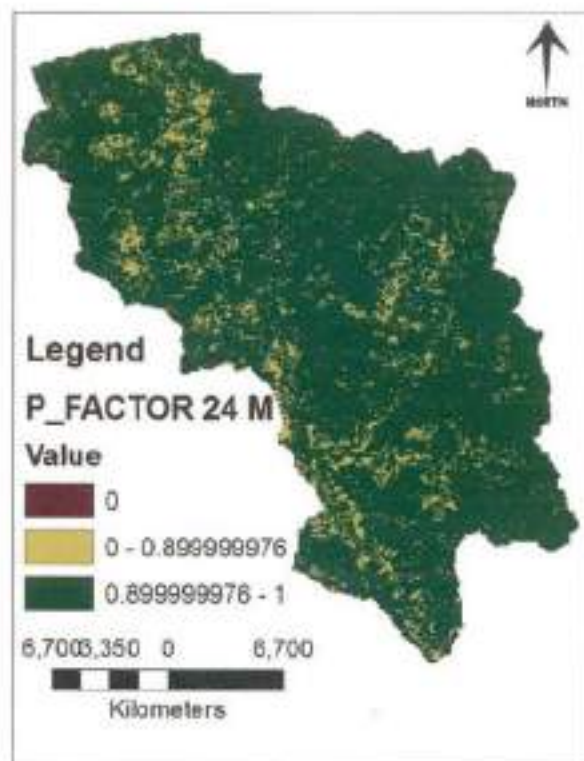 NORTH
Legend
P_FACTOR 24 M
Value
0
0 - 0.899999976
0.899999976 - 1
6,7003,350 0 6,700
Kilometers